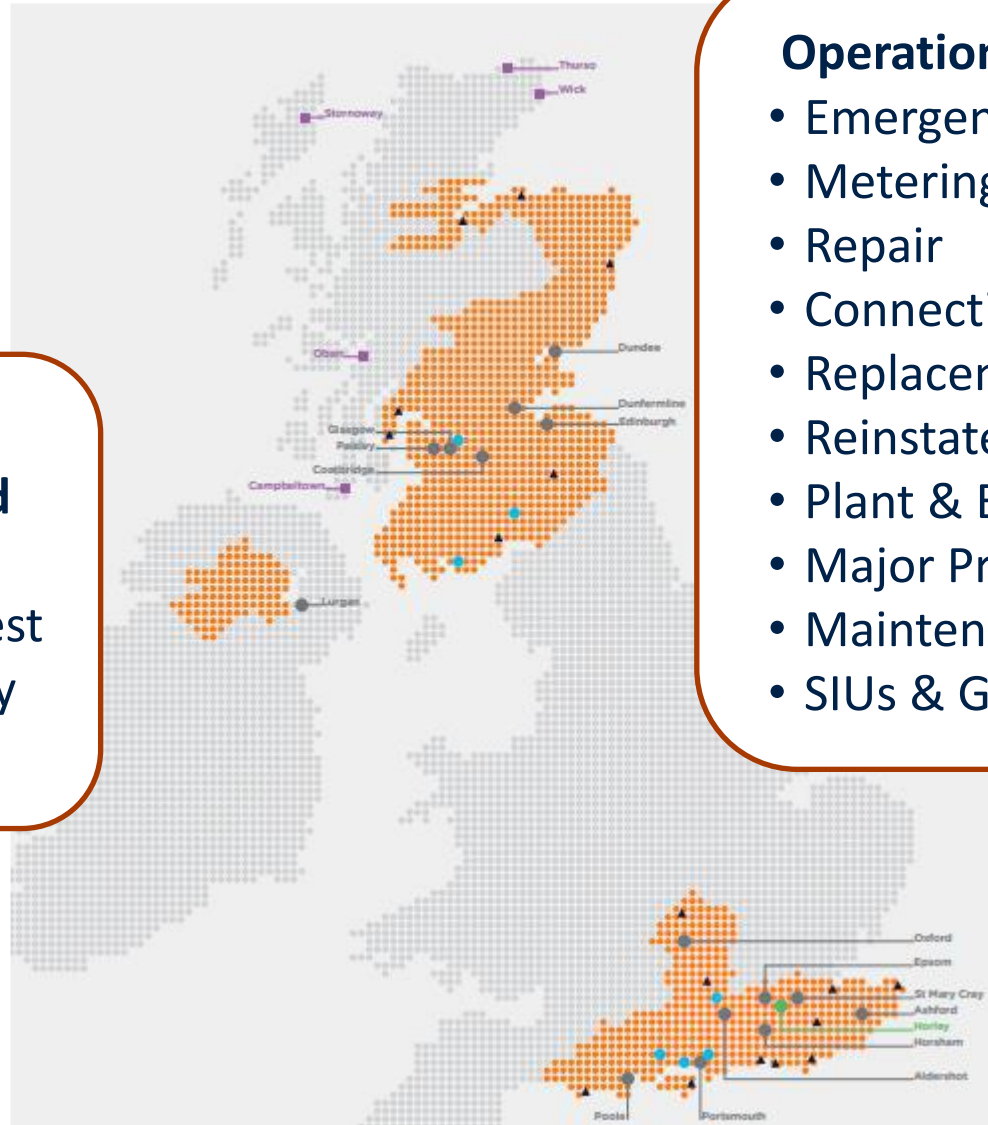 Operation
• Emergen
• Metering
• Repair
• Connecti
• Replacem
• Reinstate
• Plant & E
• Major Pr
• Mainten
• SIUs & G
d
est
y
Thurso
Wick
Stornoway
Oban
Dundee
Dunfermline
Edinburgh
Glasgow
Paisley
Coatbridge
Campbeltown
Lurgan
Oxford
Epsom
St Mary Cray
Ashford
Horley
Horsham
Aldershot
Poole
Portsmouth